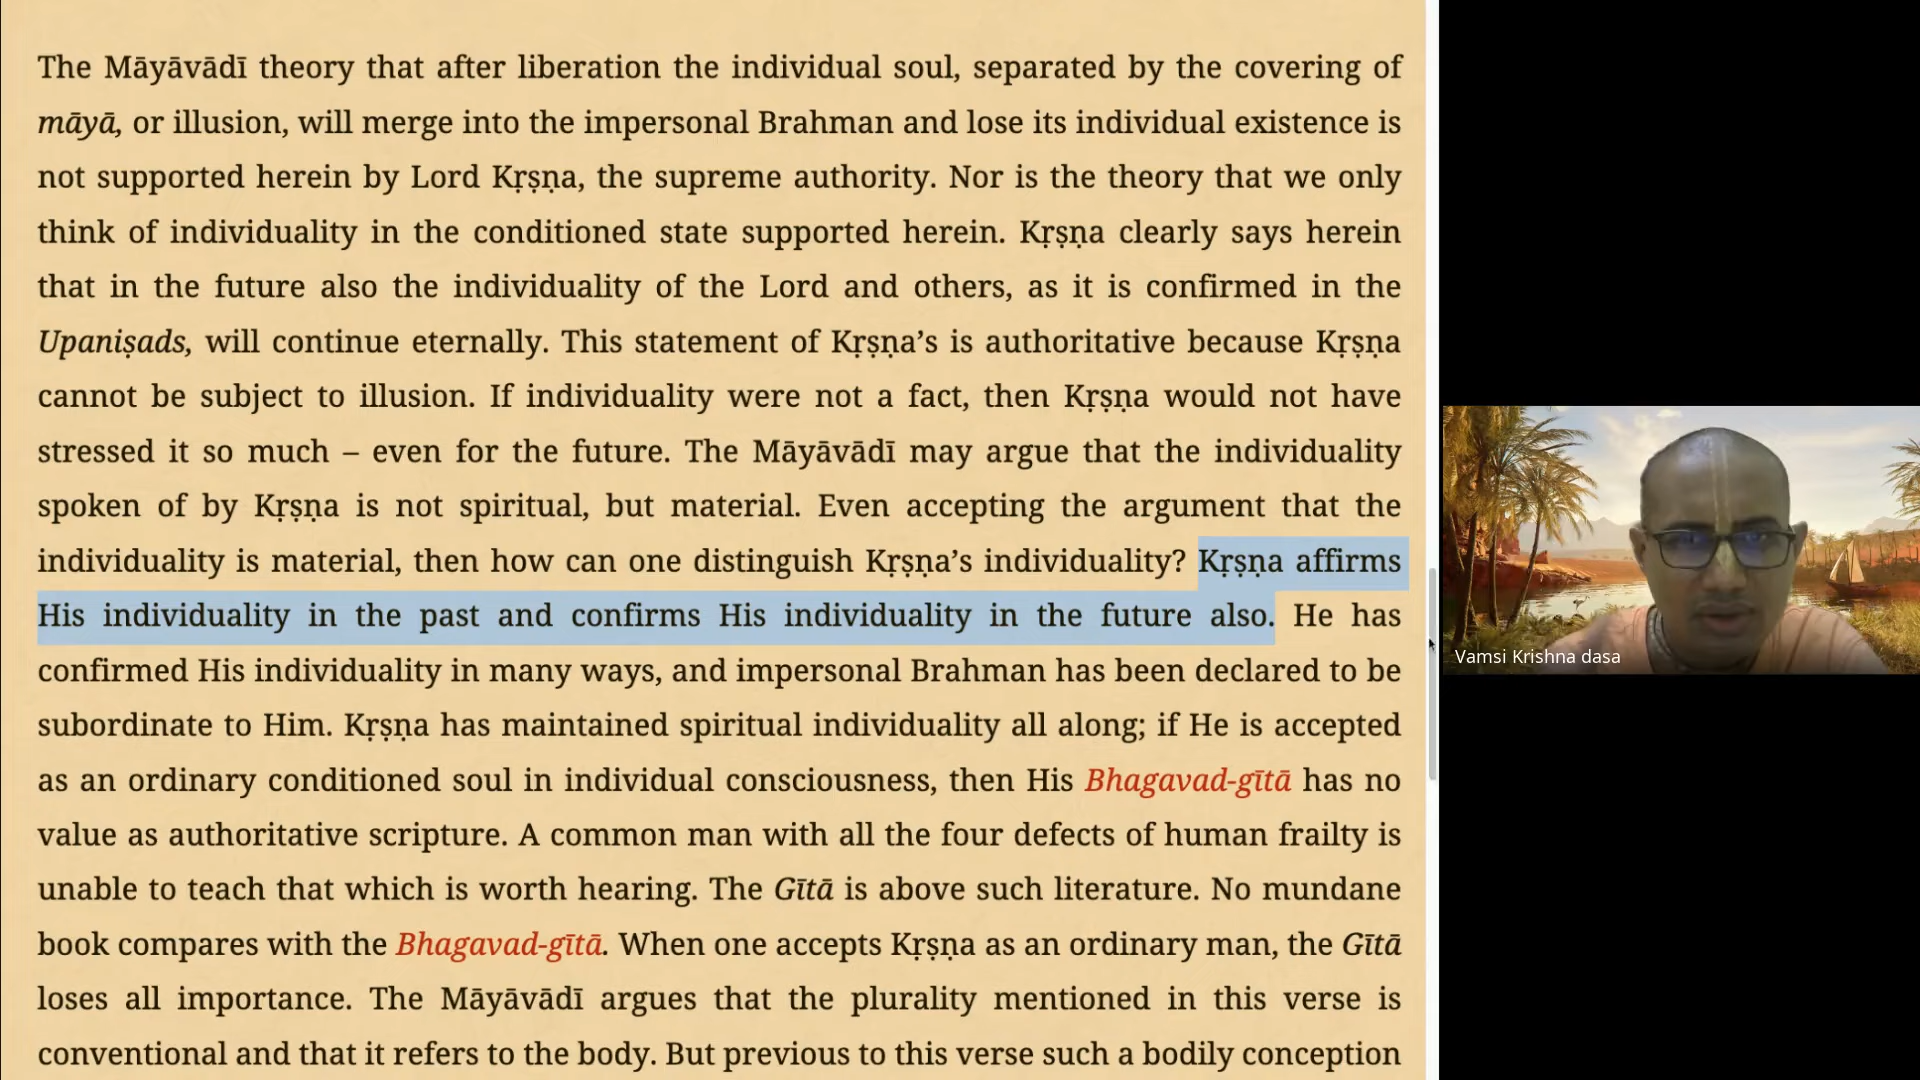 The Māyāvādī theory that after liberation the individual soul, separated by the covering of
māyā, or illusion, will merge into the impersonal Brahman and lose its individual existence is
not supported herein by Lord Kṛṣṇa, the supreme authority. Nor is the theory that we only
think of individuality in the conditioned state supported herein. Kṛṣṇa clearly says herein
that in the future also the individuality of the Lord and others, as it is confirmed in the
Upaniṣads, will continue eternally. This statement of Kṛṣṇa’s is authoritative because Kṛṣṇa
cannot be subject to illusion. If individuality were not a fact, then Kṛṣṇa would not have
stressed it so much – even for the future. The Māyāvādī may argue that the individuality
spoken of by Kṛṣṇa is not spiritual, but material. Even accepting the argument that the
individuality is material, then how can one distinguish Kṛṣṇa’s individuality? Kṛṣṇa affirms
His individuality in the past and confirms His individuality in the future also. He has
confirmed His individuality in many ways, and impersonal Brahman has been declared to be
subordinate to Him. Kṛṣṇa has maintained spiritual individuality all along; if He is accepted
as an ordinary conditioned soul in individual consciousness, then His Bhagavad-gītā has no
value as authoritative scripture. A common man with all the four defects of human frailty is
unable to teach that which is worth hearing. The Gītā is above such literature. No mundane
book compares with the Bhagavad-gītā. When one accepts Kṛṣṇa as an ordinary man, the Gītā
loses all importance. The Māyāvādī argues that the plurality mentioned in this verse is
conventional and that it refers to the body. But previous to this verse such a bodily conception
Vamsi Krishna dasa